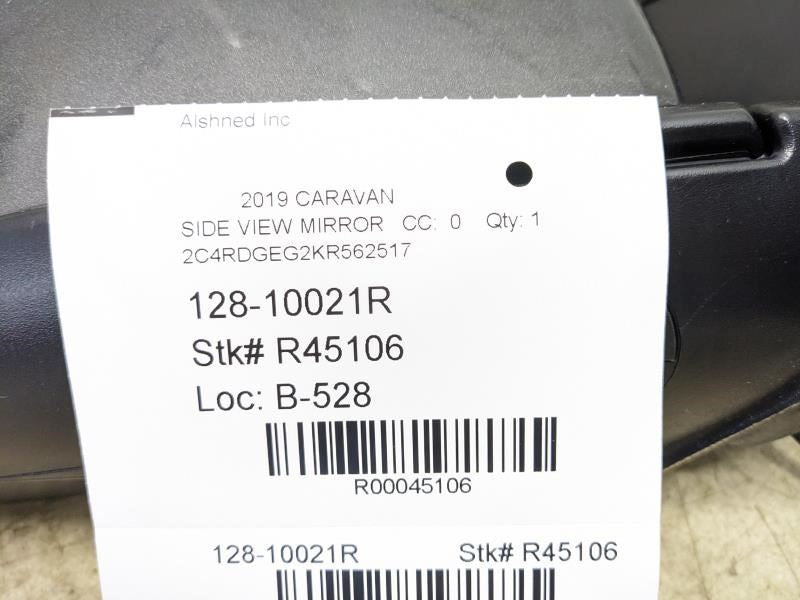 Alshned Inc
2019 CARAVAN
SIDE VIEW MIRROR CC: 0 Qty: 1
2C4RDGEG2KR562517
128-10021R
Stk# R45106
Loc: B-528
R00045106
128-10021R Stk# R45106